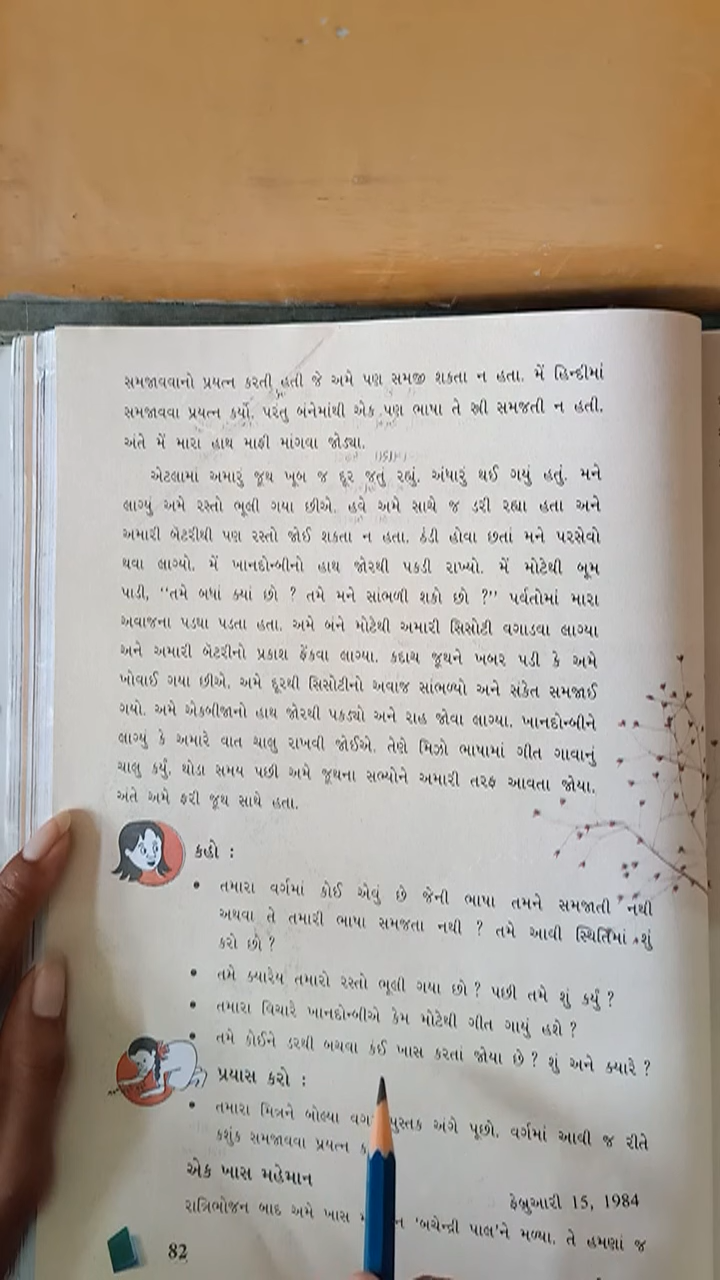 સમજાવવાનો પ્રયત્ન કરતી હતી જે અમે પણ સમજી શકતા ન હતા. મેં હિન્દીમાં
સમજાવવા પ્રયત્ન કર્યો, પરંતુ બંનેમાંથી એક પણ ભાષા તે સ્ત્રી સમજતી ન હતી.
અંતે મેં મારા હાથ માફી માંગવા જોડ્યા.
એટલામાં અમારું જૂથ ખૂબ જ દૂર જતું રહ્યું. અંધારું થઈ ગયું હતું. મને
લાગ્યું અમે રસ્તો ભૂલી ગયા છીએ. હવે અમે સાથે જ ડરી રહ્યા હતા અને
અમારી બૅટરીથી પણ રસ્તો જોઈ શકતા ન હતા. ઠંડી હોવા છતાં મને પરસેવો
થવા લાગ્યો. મેં ખાનદોન્બીનો હાથ જોરથી પકડી રાખ્યો. મેં મોટેથી બૂમ
પાડી, “તમે બધાં ક્યાં છો ? તમે મને સાંભળી શકો છો ?” પર્વતોમાં મારા
અવાજના પડઘા પડતા હતા. અમે બંને મોટેથી અમારી સિસોટી વગાડવા લાગ્યા
અને અમારી બૅટરીનો પ્રકાશ ફેંકવા લાગ્યા. કદાચ જૂથને ખબર પડી કે અમે
ખોવાઈ ગયા છીએ. અમે દૂરથી સિસોટીનો અવાજ સાંભળ્યો અને સંકેત સમજાઈ
ગયો. અમે એકબીજાનો હાથ જોરથી પકડ્યો અને રાહ જોવા લાગ્યા. ખાનદોન્બીને
લાગ્યું કે અમારે વાત ચાલુ રાખવી જોઈએ. તેણે મિઝો ભાષામાં ગીત ગાવાનું
ચાલુ કર્યું. થોડા સમય પછી અમે જૂથના સભ્યોને અમારી તરફ આવતા જોયા.
અંતે અમે ફરી જૂથ સાથે હતા.
કહો :
• તમારા વર્ગમાં કોઈ એવું છે જેની ભાષા તમને સમજાતી નથી
અથવા તે તમારી ભાષા સમજતા નથી ? તમે આવી સ્થિતિમાં શું
કરો છો ?
• તમે ક્યારેય તમારો રસ્તો ભૂલી ગયા છો ? પછી તમે શું કર્યું ?
• તમારા વિચારે ખાનદોન્બીએ કેમ મોટેથી ગીત ગાયું હશે ?
• તમે કોઈને ડરથી બચવા કંઈ ખાસ કરતાં જોયા છે ? શું અને ક્યારે ?
પ્રયાસ કરો :
• તમારા મિત્રને બોલ્યા પુસ્તક અંગે પૂછો. વર્ગમાં આવી જ રીતે
કશુંક સમજાવવા પ્રયત્ન
એક ખાસ મહેમાન
ફેબ્રુઆરી 15, 1984
રાત્રિભોજન બાદ અમે ખાસ ‘બચેન્દ્રી પાલ’ને મળ્યા. તે હમણાં જ
82